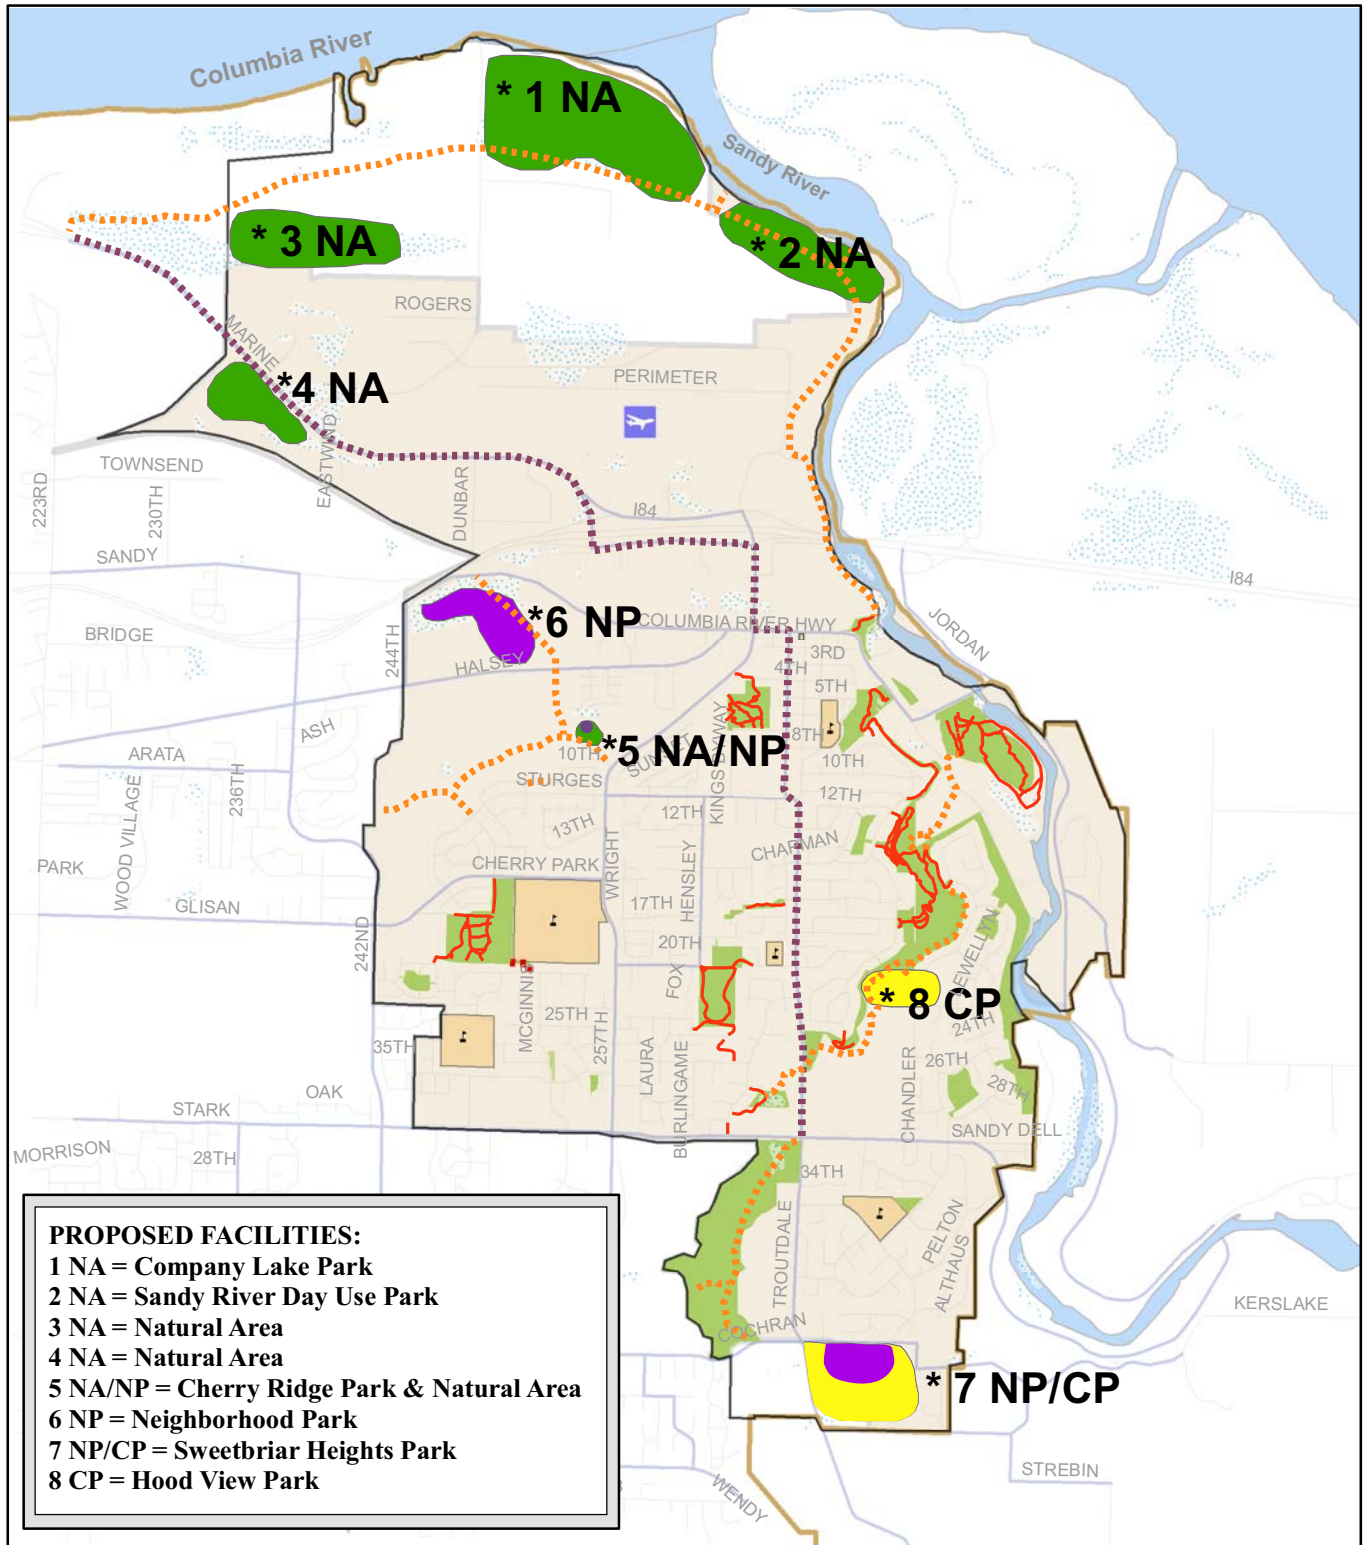 Columbia River
* 1 NA
Sandy River
* 2 NA
* 3 NA
ROGERS
MARINE
PERIMETER
*4 NA
EASTWIND
TOWNSEND
223RD
230TH
DUNBAR
I84
SANDY
I84
BRIDGE
244TH
*6 NP
COLUMBIA RIVER HWY
JORDAN
3RD
4TH
HALSEY
5TH
KINGS BYWAY
ASH
8TH
*5 NA/NP
SUNSET
10TH
10TH
ARATA
STURGES
WOOD VILLAGE
236TH
12TH
12TH
13TH
CHAPMAN
CHERRY PARK
WRIGHT
HENSLEY
PARK
GLISAN
17TH
242ND
20TH
LEWELLYN
FOX
MCGINNIS
* 8 CP
25TH
24TH
257TH
35TH
LAURA
BURLINGAME
CHANDLER
26TH
28TH
OAK
STARK
SANDY DELL
MORRISON
28TH
34TH
TROUTDALE
PELTON
ALTHAUS
KERSLAKE
COCHRAN
* 7 NP/CP
STREBIN
WENDY
PROPOSED FACILITIES:
1 NA = Company Lake Park
2 NA = Sandy River Day Use Park
3 NA = Natural Area
4 NA = Natural Area
5 NA/NP = Cherry Ridge Park & Natural Area
6 NP = Neighborhood Park
7 NP/CP = Sweetbriar Heights Park
8 CP = Hood View Park